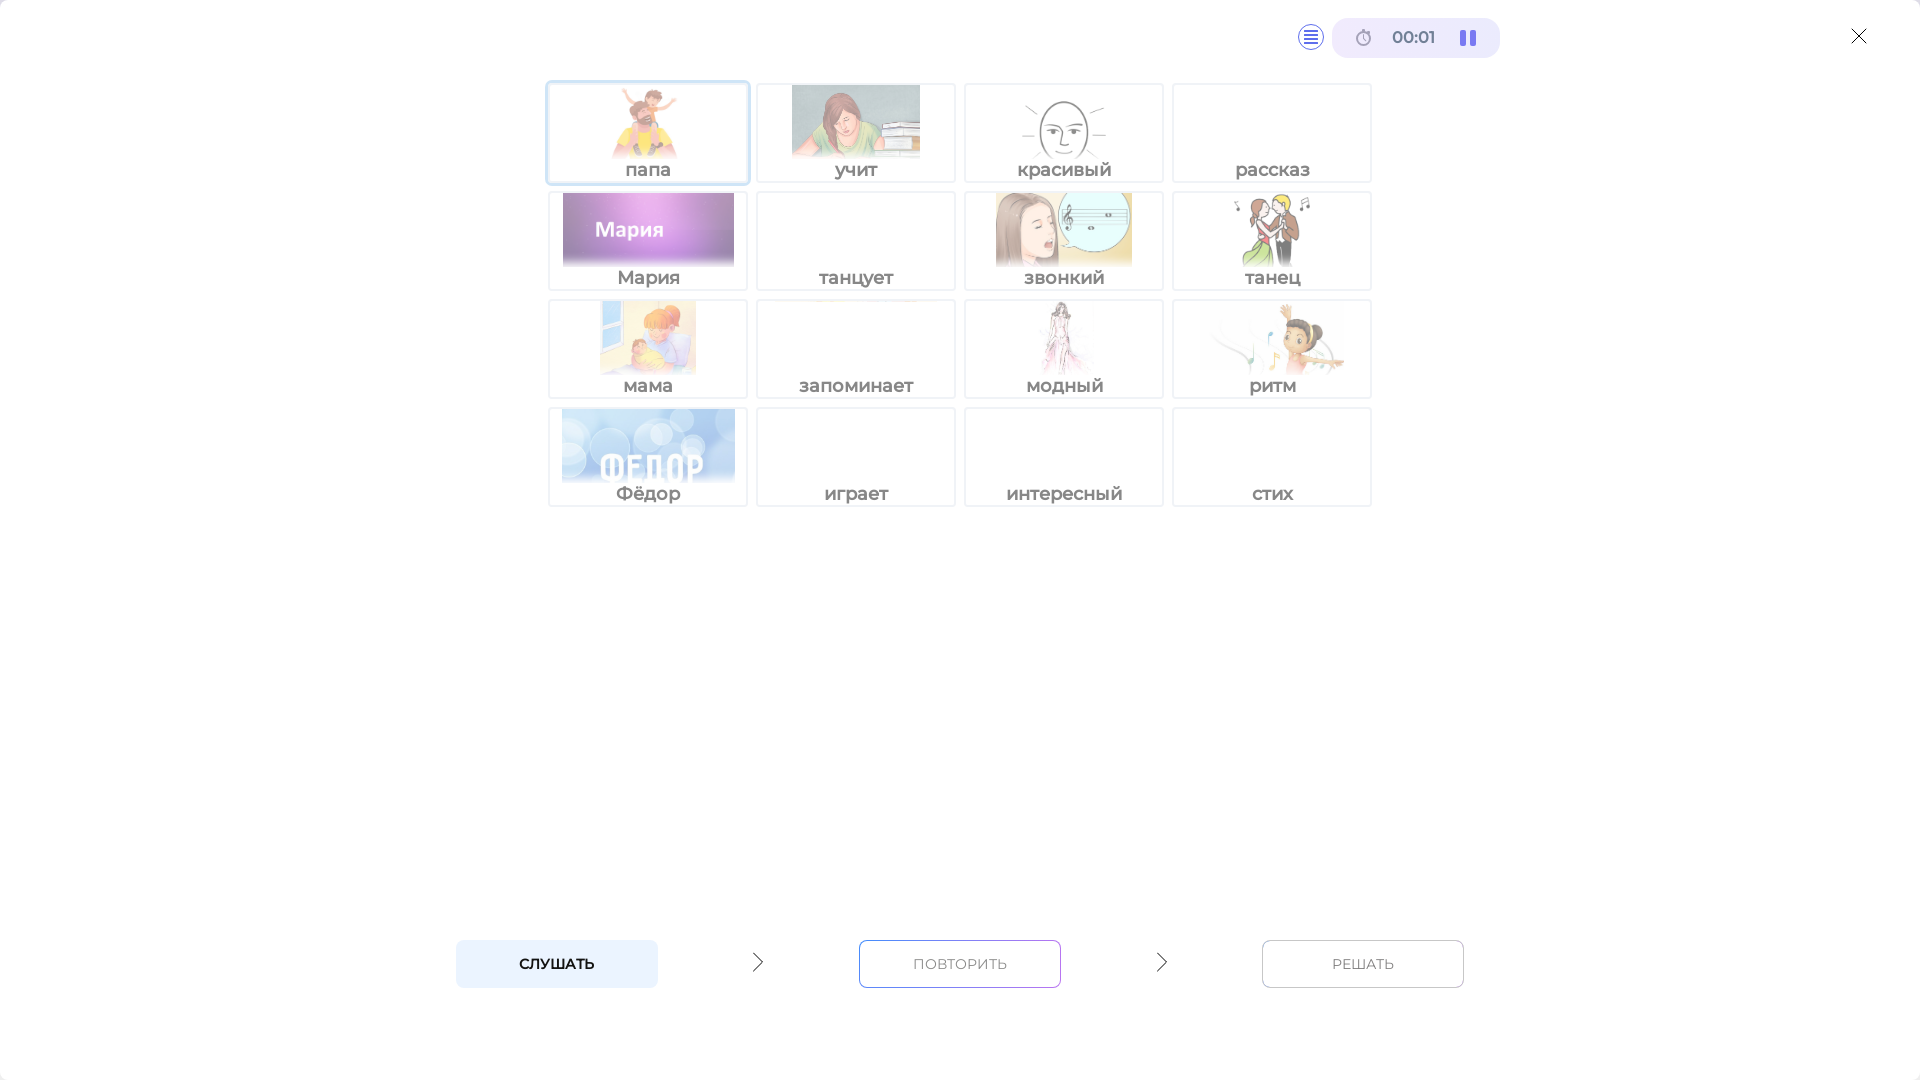 00:01
папа
учит
красивый
рассказ
Мария
Мария
танцует
звонкий
танец
мама
запоминает
модный
ритм
ФЕДОР
Фёдор
играет
интересный
стих
СЛУШАТЬ
ПОВТОРИТЬ
РЕШАТЬ